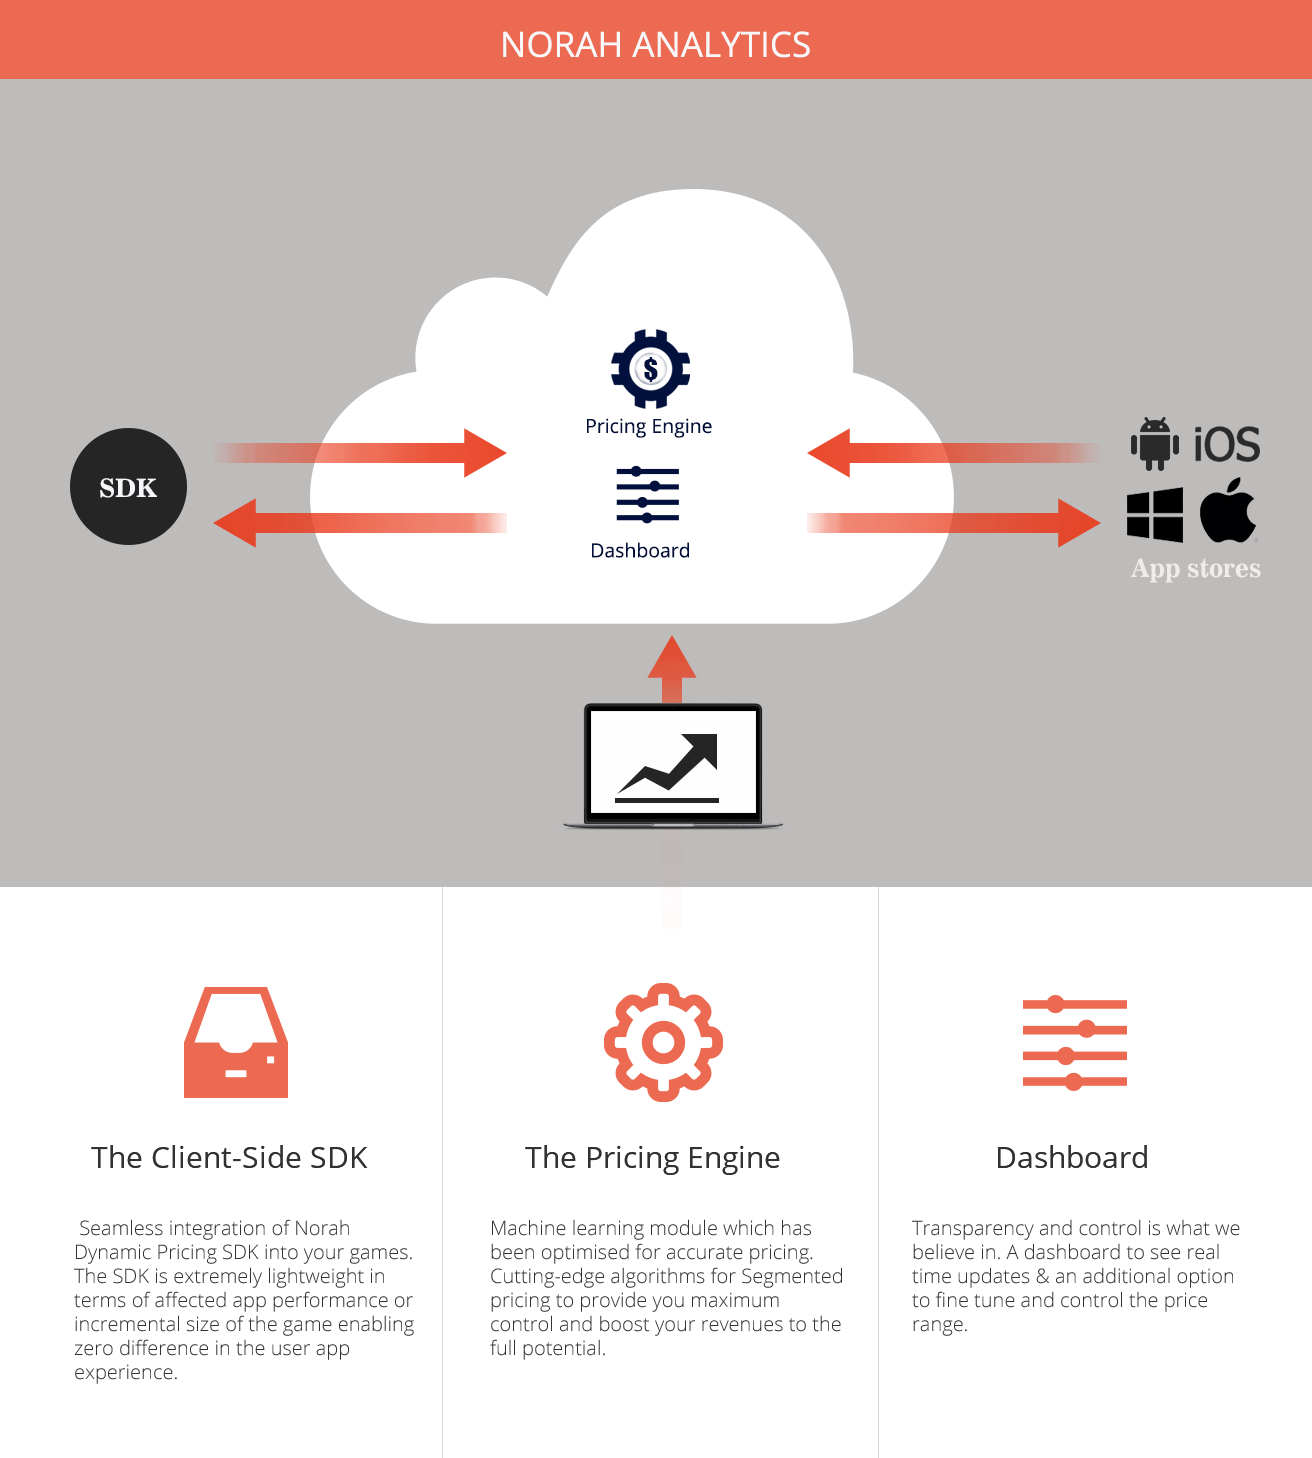 NORAH ANALYTICS
$
Pricing Engine
SDK
iOS
Dashboard
App stores
The Client-Side SDK
Seamless integration of Norah
Dynamic Pricing SDK into your games.
The SDK is extremely lightweight in
terms of affected app performance or
incremental size of the game enabling
zero difference in the user app
experience.
The Pricing Engine
Machine learning module which has
been optimised for accurate pricing.
Cutting-edge algorithms for Segmented
pricing to provide you maximum
control and boost your revenues to the
full potential.
Dashboard
Transparency and control is what we
believe in. A dashboard to see real
time updates & an additional option
to fine tune and control the price
range.